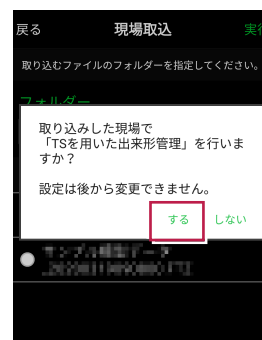 戻る 現場取込 実行
取り込むファイルのフォルダーを指定してください。
フォルダー
取り込みした現場で
「TSを用いた出来形管理」を行いま
すか？
設定は後から変更できません。
する しない